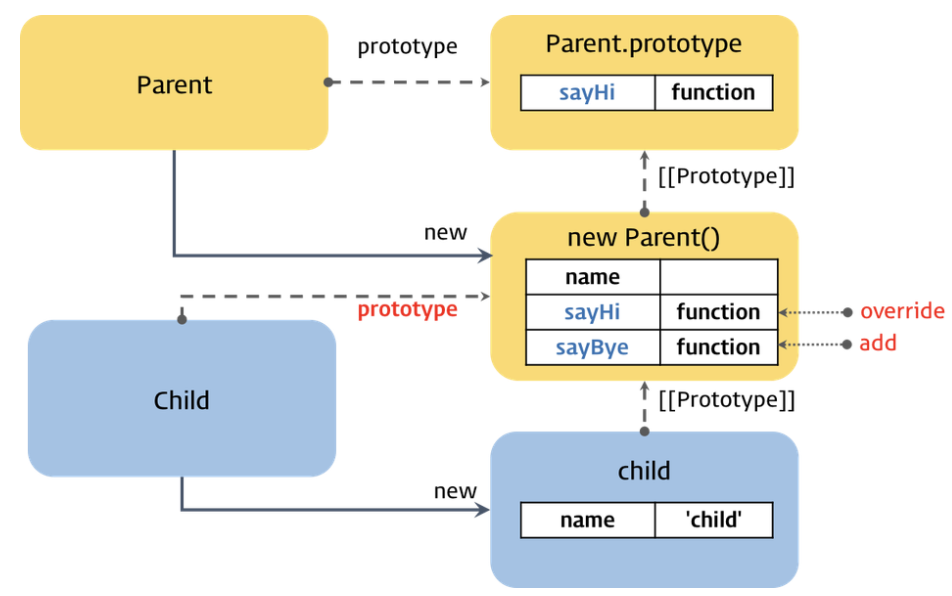 Parent
prototype
Parent.prototype
sayHi function
[[Prototype]]
new
new Parent()
name
sayHi function
override
sayBye function
add
prototype
Child
[[Prototype]]
new
child
name 'child'